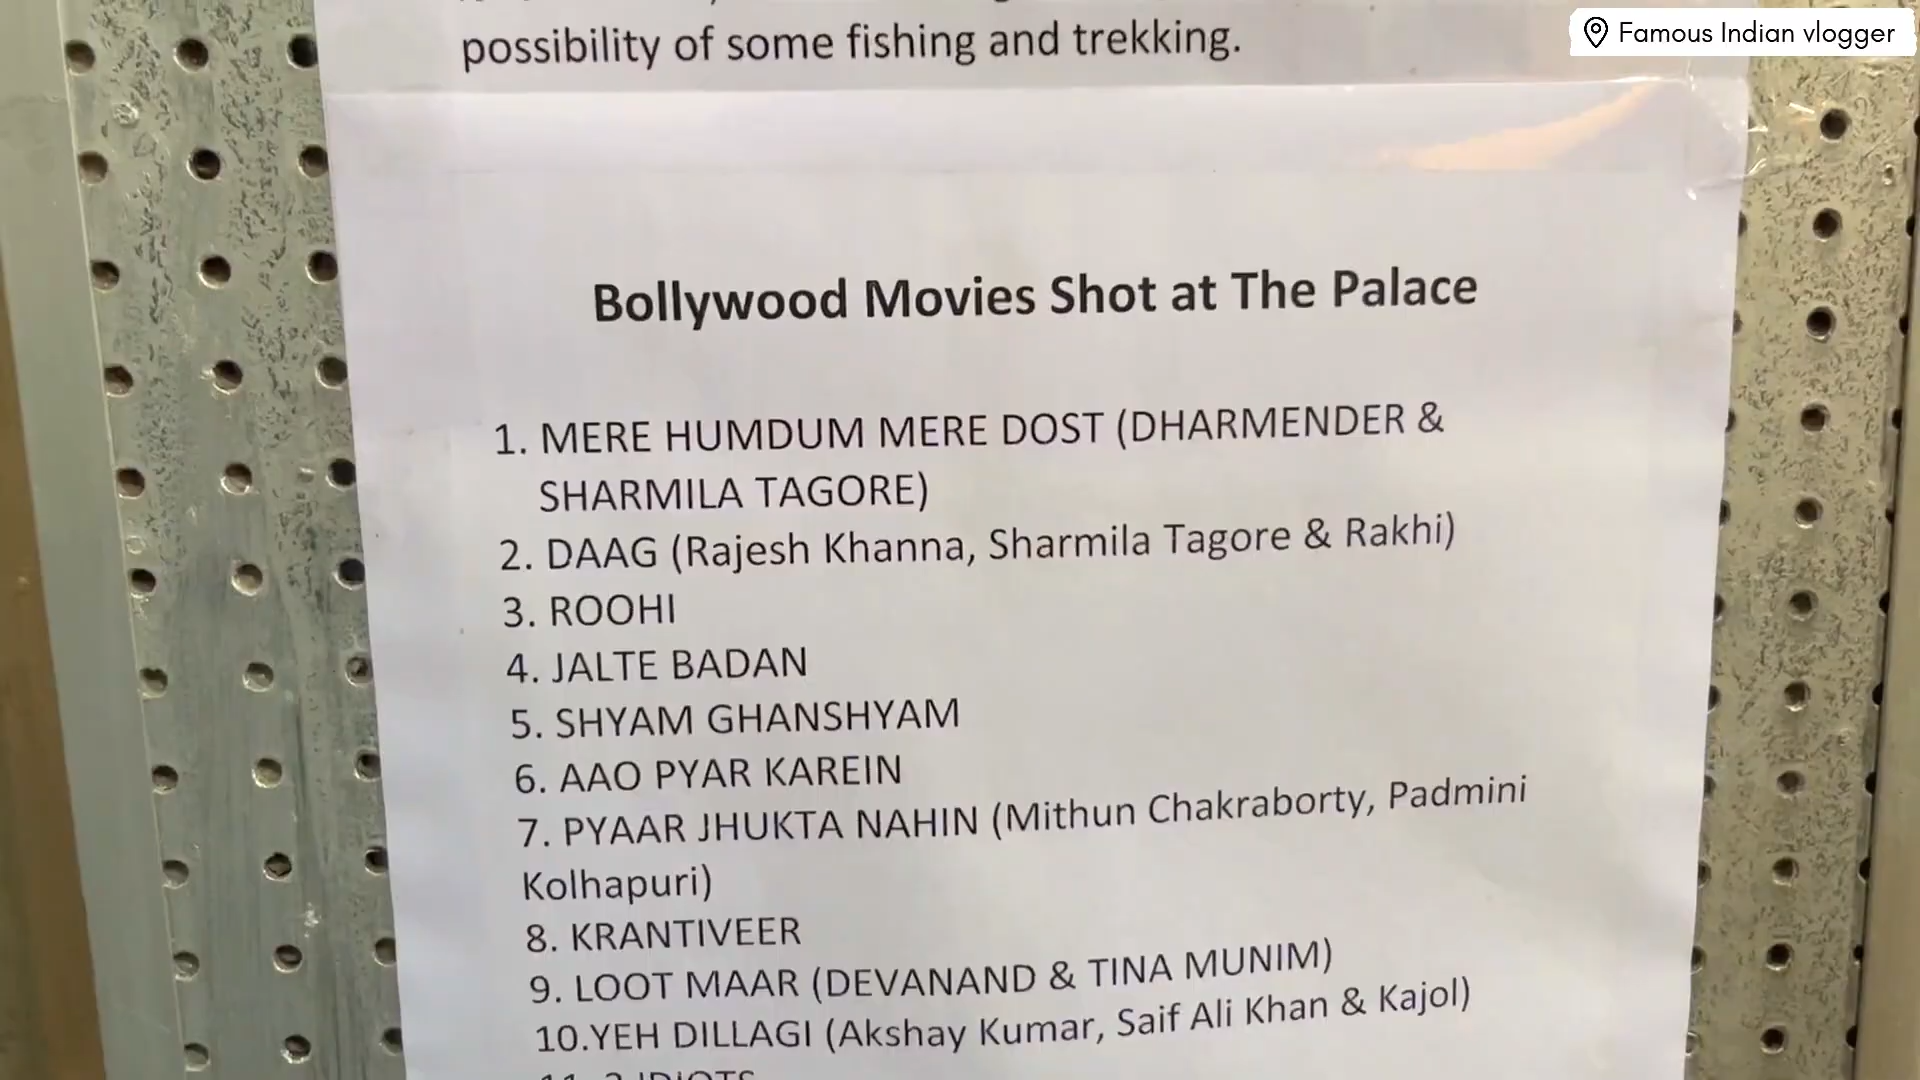 possibility of some fishing and trekking.
Famous Indian vlogger
Bollywood Movies Shot at The Palace
1. MERE HUMDUM MERE DOST (DHARMENDER &
SHARMILA TAGORE)
2. DAAG (Rajesh Khanna, Sharmila Tagore & Rakhi)
3. ROOHI
4. JALTE BADAN
5. SHYAM GHANSHYAM
6. AAO PYAR KAREIN
7. PYAAR JHUKTA NAHIN (Mithun Chakraborty, Padmini
Kolhapuri)
8. KRANTIVEER
9. LOOT MAAR (DEVANAND & TINA MUNIM)
10.YEH DILLAGI (Akshay Kumar, Saif Ali Khan & Kajol)
11. 3 IDIOTS